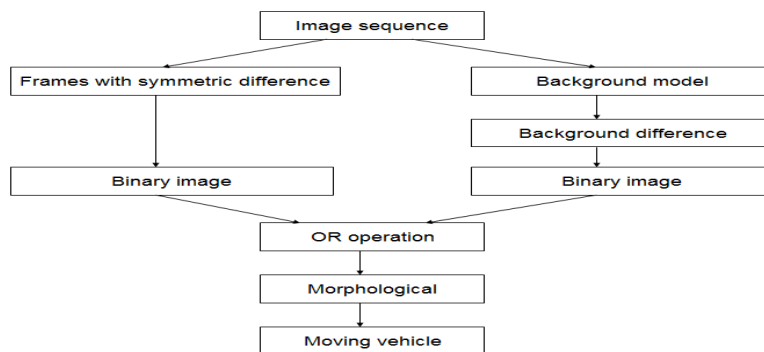 Image sequence
Frames with symmetric difference
Background model
Background difference
Binary image
Binary image
OR operation
Morphological
Moving vehicle